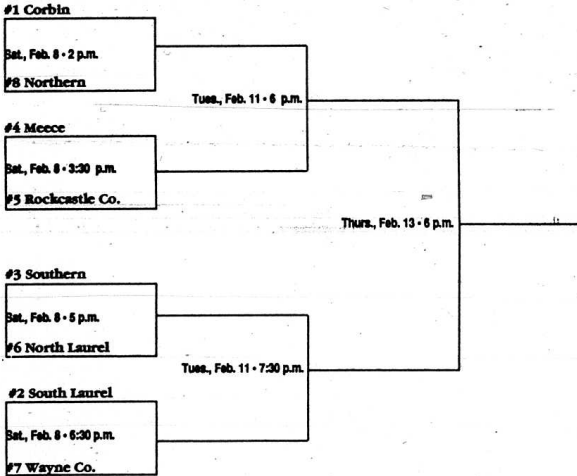 #1 Corbin
Sat., Feb. 8 • 2 p.m.
#8 Northern
Tues., Feb. 11 • 6 p.m.
#4 Meece
Sat., Feb. 8 • 3:30 p.m.
#5 Rockcastle Co.
Thurs., Feb. 13 • 6 p.m.
#3 Southern
Sat., Feb. 8 • 5 p.m.
#6 North Laurel
Tues., Feb. 11 • 7:30 p.m.
#2 South Laurel
Sat., Feb. 8 • 6:30 p.m.
#7 Wayne Co.